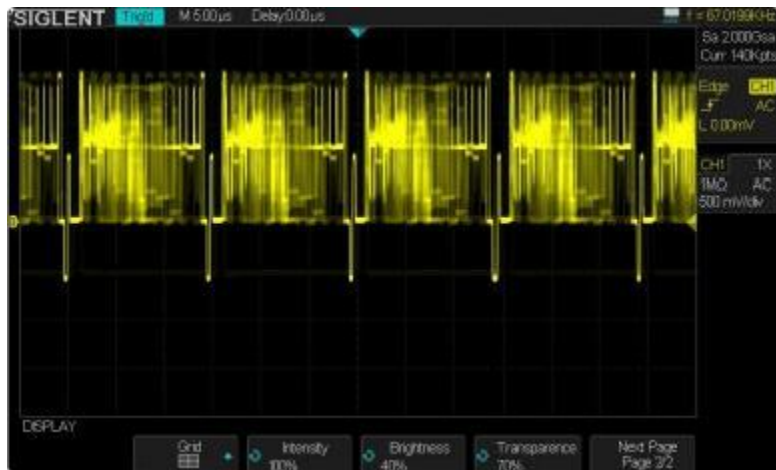 SIGLENT Trig'd M 5.00µs Delay:0.00µs f = 67.0199KHz
Sa 2.00GSa
Curr 140Kpts
Edge CH1
AC
L 0.00mV
CH1 1X
1MΩ AC
500 mV/div
DISPLAY
Grid Intensity Brightness Transparence Next Page
100% 40% 70% Page 2/2